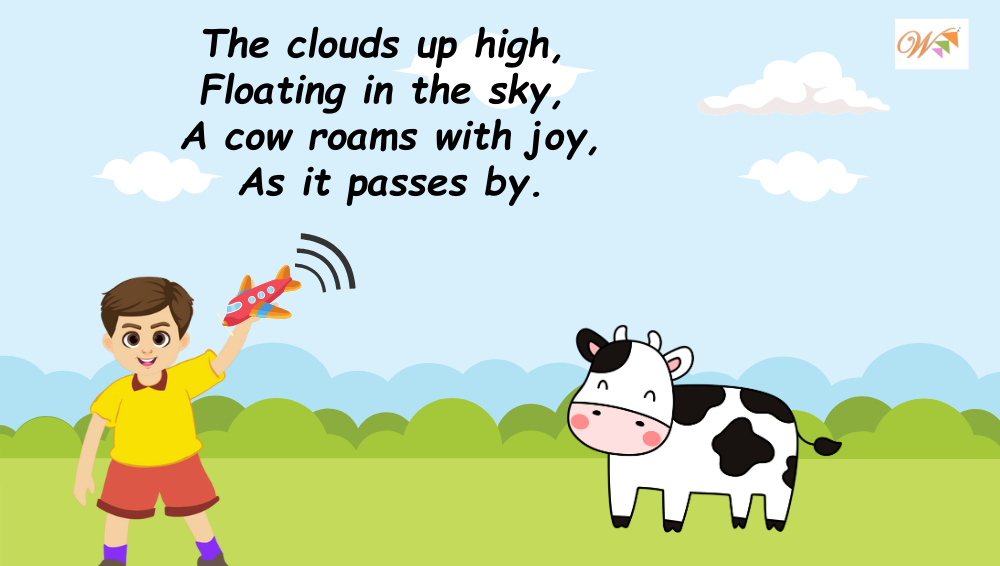 The clouds up high,
Floating in the sky,
A cow roams with joy,
As it passes by.
W